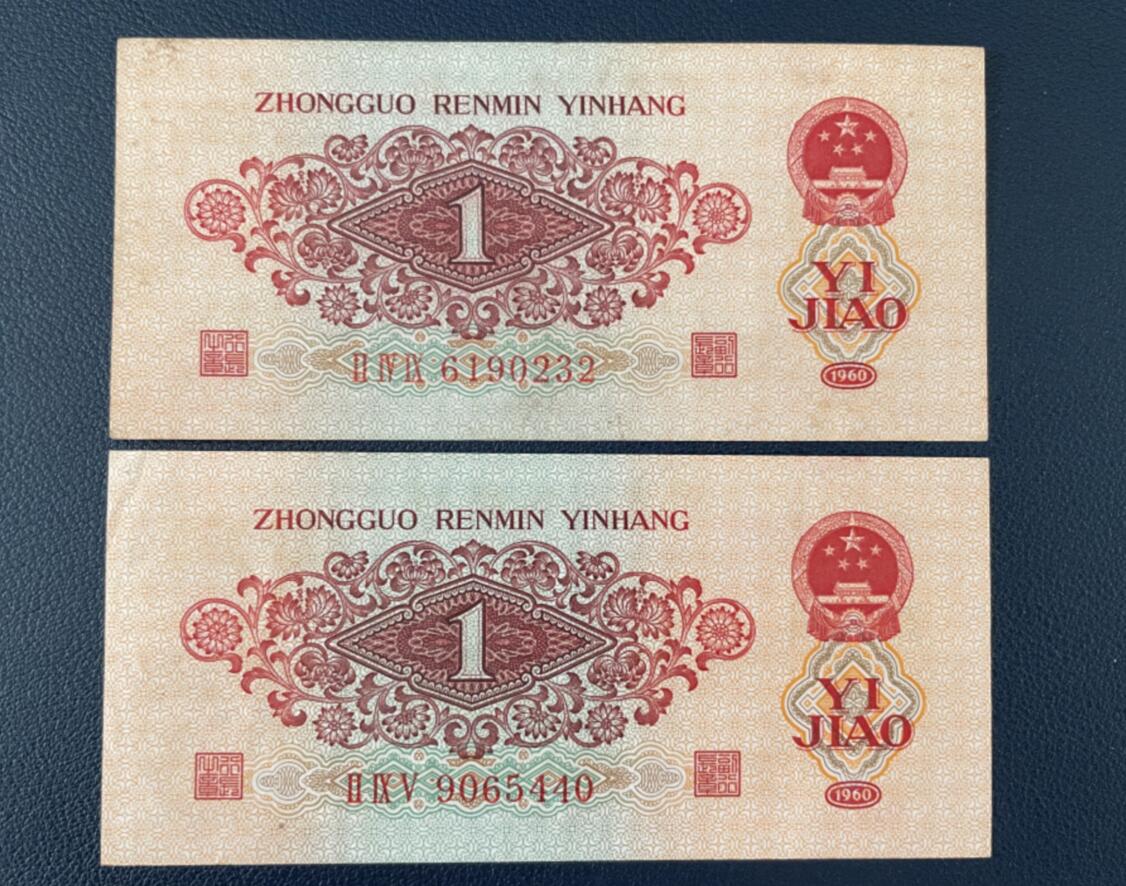 ZHONGGUO RENMIN YINHANG
1
YI
JIAO
II IV IX 6190232
1960
ZHONGGUO RENMIN YINHANG
1
YI
JIAO
II IX V 9065440
1960